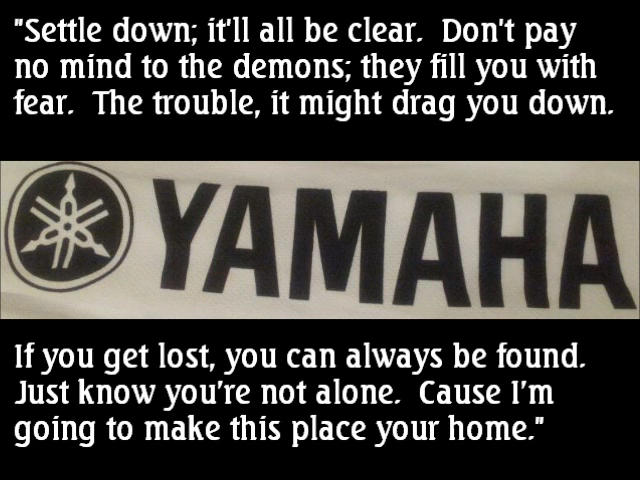 "Settle down; it'll all be clear.  Don't pay
no mind to the demons; they fill you with
fear.  The trouble, it might drag you down.
YAMAHA
If you get lost, you can always be found.
Just know you're not alone.  Cause I'm
going to make this place your home."